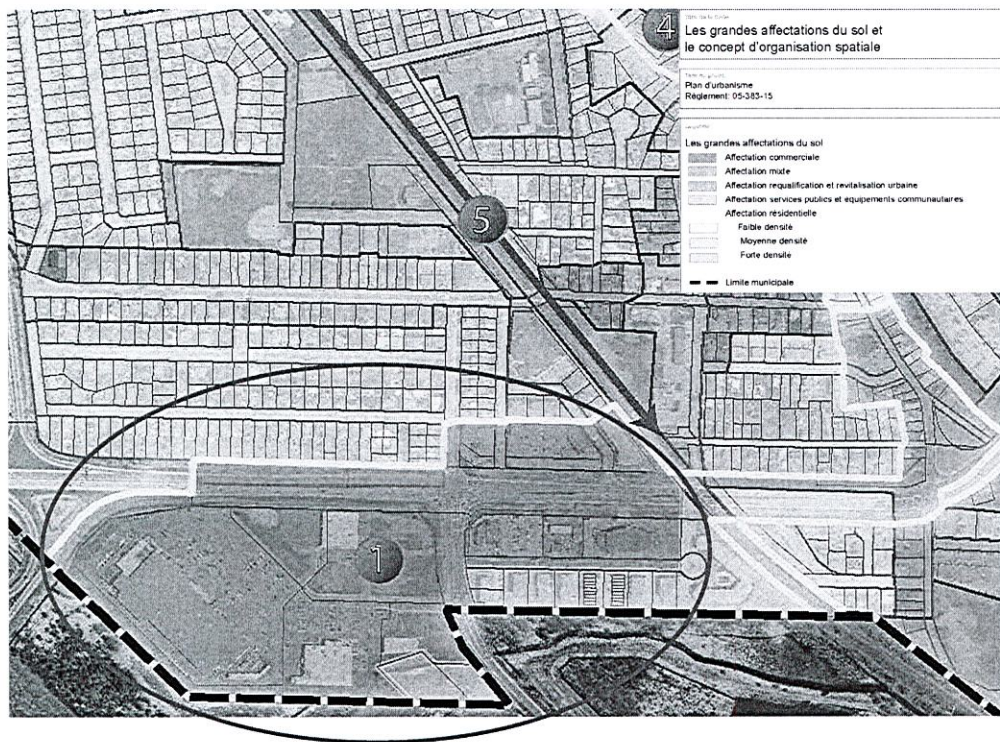 4
Les grandes affectations du sol et
le concept d'organisation spatiale
Plan d'urbanisme
Règlement: 05-383-15
Les grandes affectations du sol
Affectation commerciale
Affectation mixte
Affectation requalification et revitalisation urbaine
Affectation services publics et équipements communautaires
Affectation résidentielle
Faible densité
Moyenne densité
Forte densité
Limite municipale
5
1